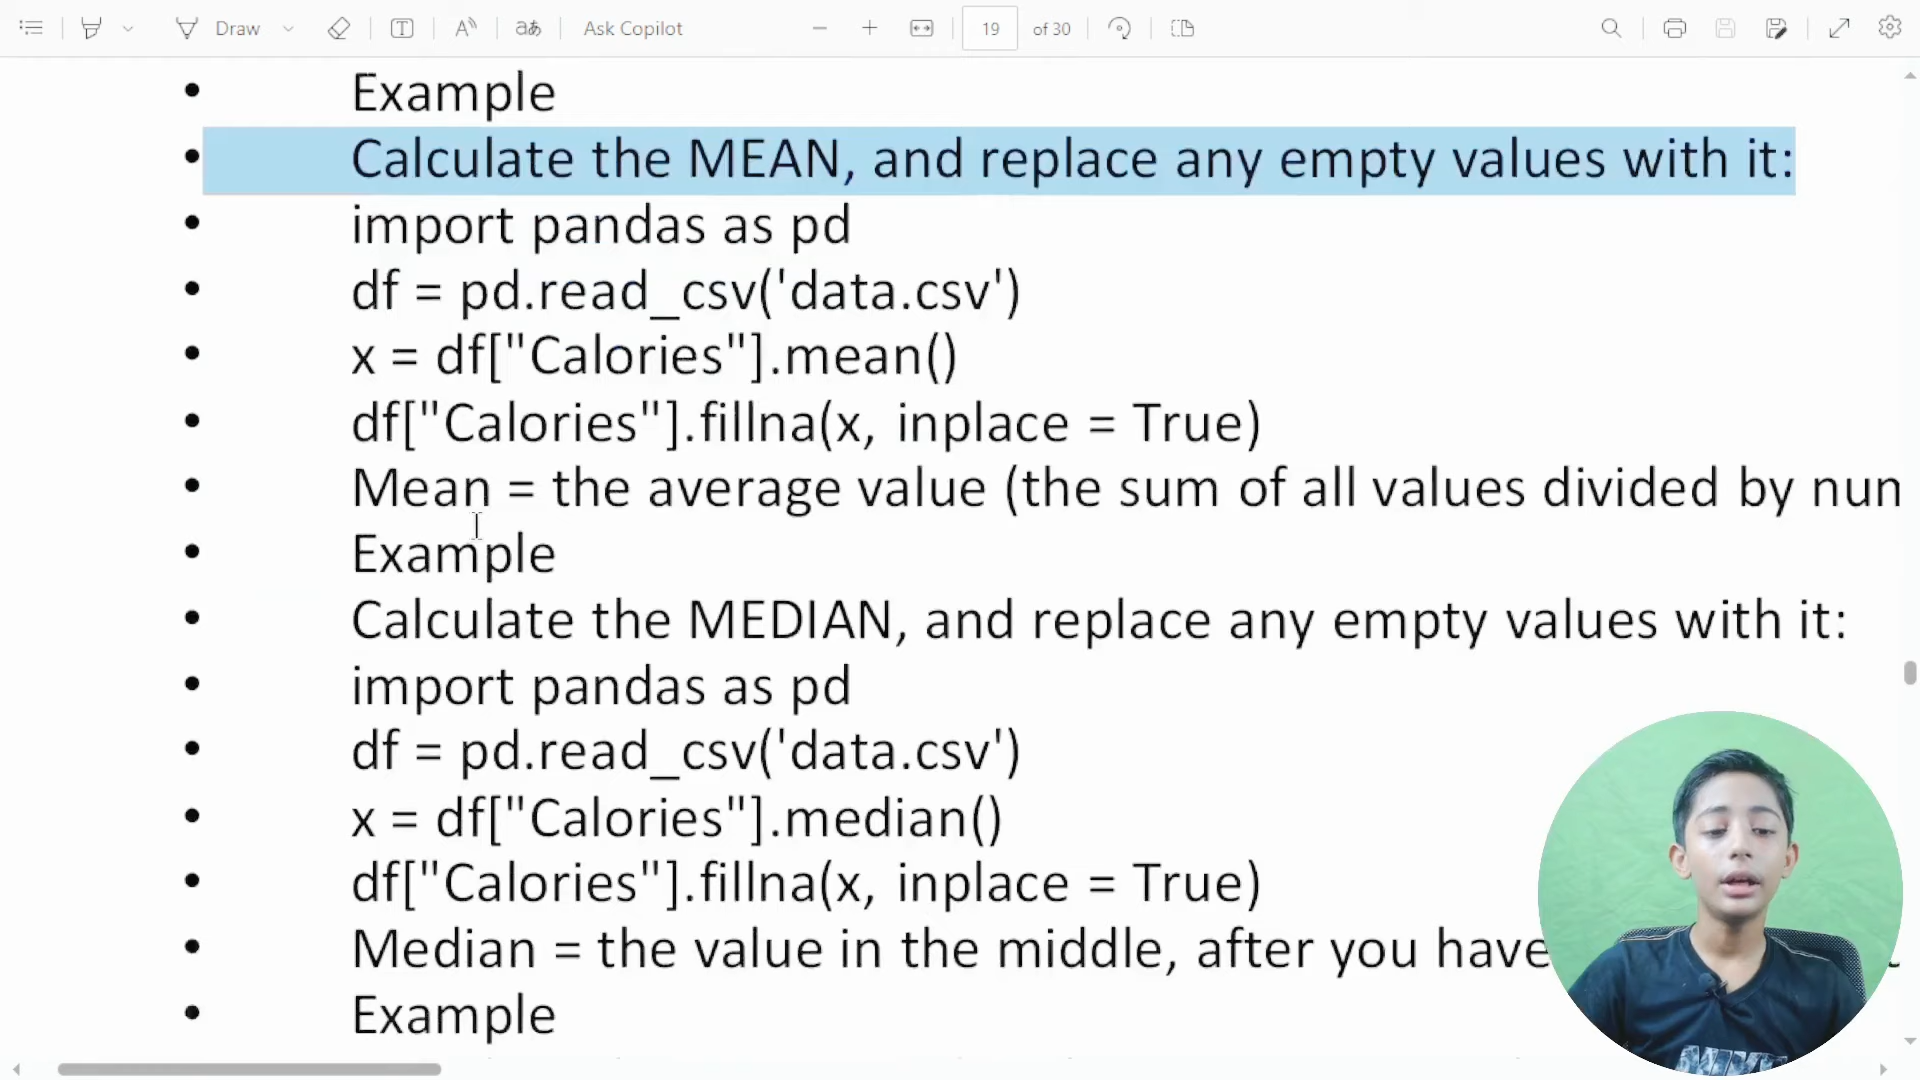 Draw
Ask Copilot
19 of 30
• Example
• Calculate the MEAN, and replace any empty values with it:
• import pandas as pd
• df = pd.read_csv('data.csv')
• x = df["Calories"].mean()
• df["Calories"].fillna(x, inplace = True)
• Mean = the average value (the sum of all values divided by
• Example
• Calculate the MEDIAN, and replace any empty values with it:
• import pandas as pd
• df = pd.read_csv('data.csv')
• x = df["Calories"].median()
• df["Calories"].fillna(x, inplace = True)
• Median = the value in the middle, after you have
• Example